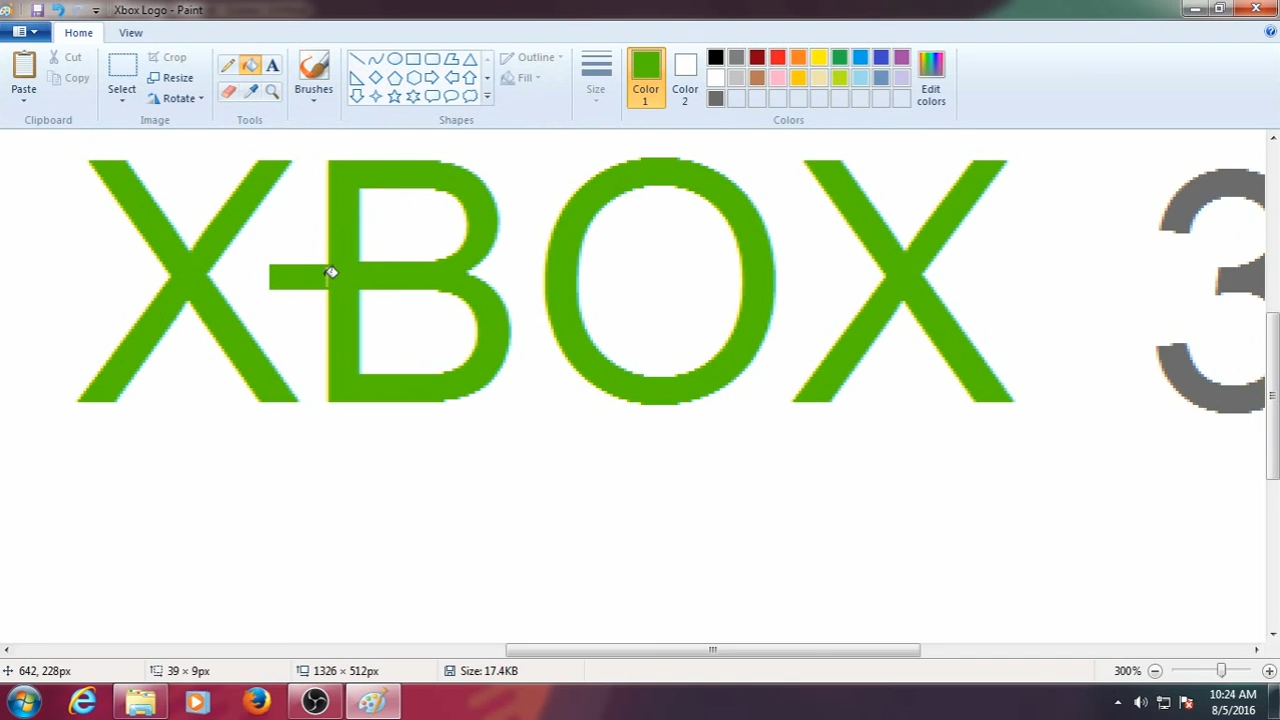 Xbox Logo - Paint
Home View
Paste
Cut
Copy
Clipboard
Select
Crop
Resize
Rotate
Image
Tools
Brushes
Shapes
Outline
Fill
Size
Color 1
Color 2
Colors
Edit colors
XBOX 3
642, 228px
39 × 9px
1326 × 512px
Size: 17.4KB
300%
10:24 AM
8/5/2016